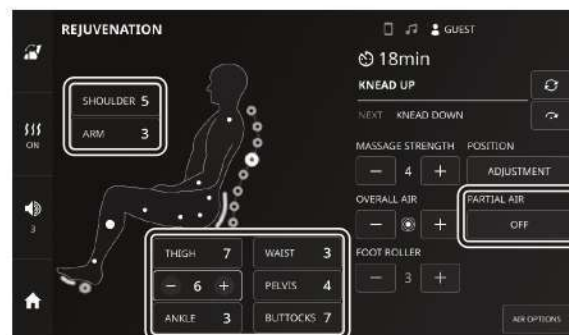 REJUVENATION
GUEST
18min
KNEAD UP
NEXT KNEAD DOWN
SHOULDER 5
ARM 3
ON
3
MASSAGE STRENGTH POSITION
− 4 + ADJUSTMENT
OVERALL AIR PARTIAL AIR
− + OFF
FOOT ROLLER
− 3 +
THIGH 7 WAIST 3
− 6 + PELVIS 4
ANKLE 3 BUTTOCKS 7
AIR OPTIONS